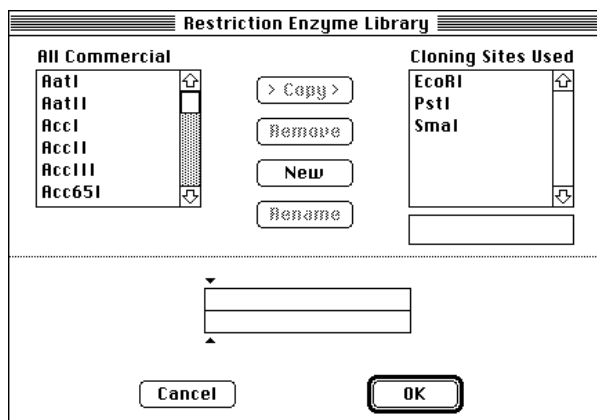 Restriction Enzyme Library
All Commercial
AatI
AatII
AccI
AccII
AccIII
Acc65I
> Copy >
Remove
New
Rename
Cloning Sites Used
EcoRI
PstI
SmaI
Cancel
OK